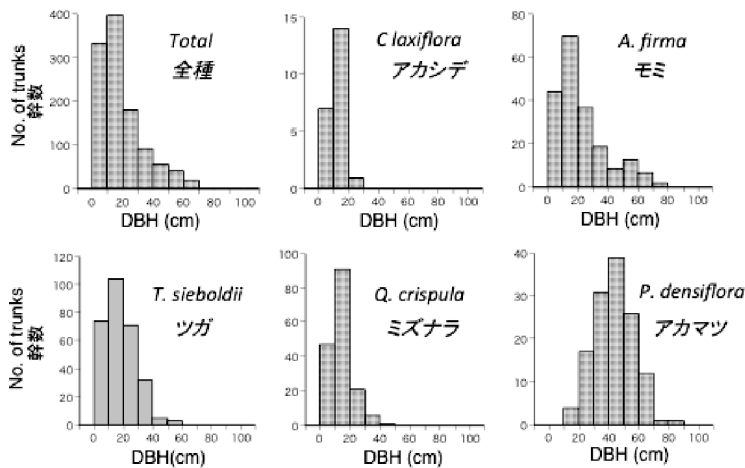 400
300
200
100
0
No. of trunks
幹数
Total
全種
0 20 40 60 80 100
DBH (cm)
15
10
5
0
C laxiflora
アカシデ
0 20 40 60 80 100
DBH (cm)
80
60
40
20
0
A. firma
モミ
0 20 40 60 80 100
DBH (cm)
120
100
80
60
40
20
0
No. of trunks
幹数
T. sieboldii
ツガ
0 20 40 60 80 100
DBH(cm)
100
80
60
40
20
0
Q. crispula
ミズナラ
0 20 40 60 80 100
DBH (cm)
40
30
20
10
0
P. densiflora
アカマツ
0 20 40 60 80 100
DBH (cm)